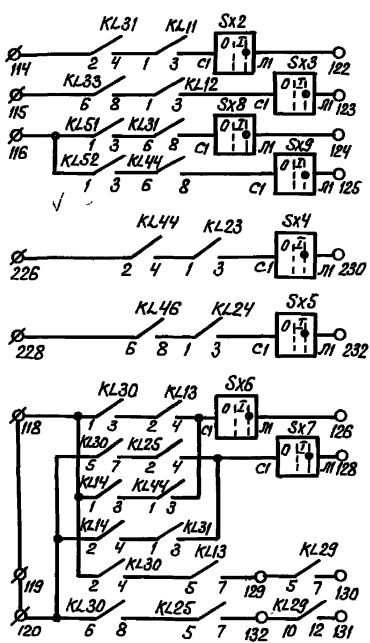 KL31 KL11 Sx2
O I
114 2 4 1 3 C1 Л1 122
KL33 KL12 Sx3
O I
115 6 8 1 3 C1 Л1 123
KL51 KL31 Sx8
O I
116 1 3 6 8 C1 Л1 124
KL52 KL44 Sx9
O I
1 3 6 8 C1 Л1 125
KL44 KL23 Sx4
O I
226 2 4 1 3 C1 Л1 230
KL46 KL24 Sx5
O I
228 6 8 1 3 C1 Л1 232
KL30 KL13 Sx6
O I
118 1 3 2 4 C1 Л1 126
KL30 KL25 Sx7
O I
5 7 2 4 C1 Л1 128
KL14 KL44
1 3 1 3
KL14 KL31
2 4 1 3
KL30 KL13 KL29
119 2 4 5 7 129 5 7 130
KL30 KL25 KL29
120 6 8 5 7 132 10 12 131